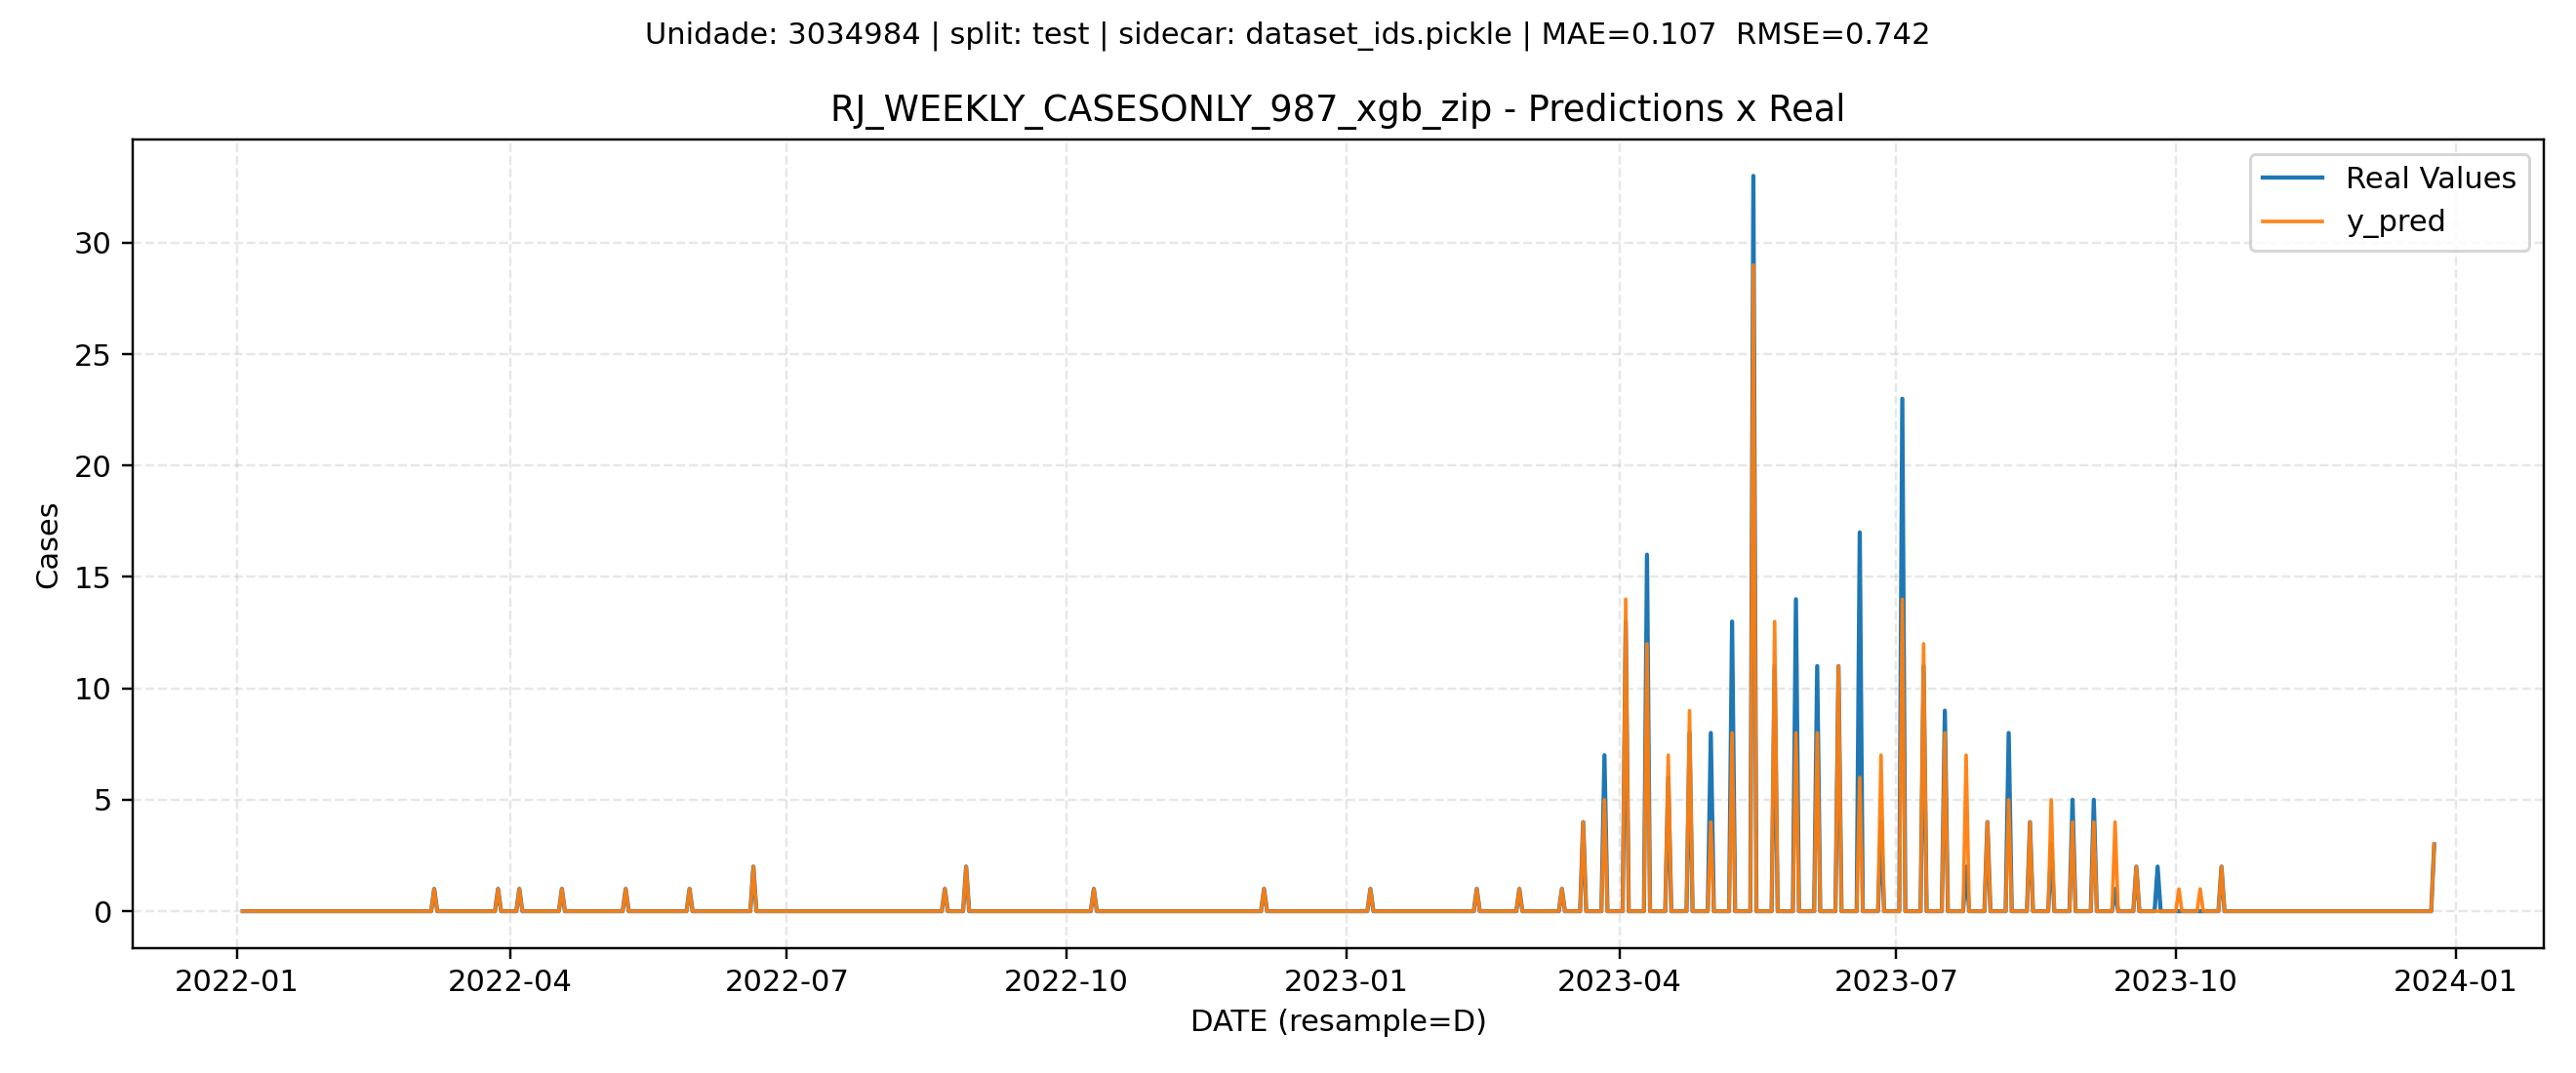 Unidade: 3034984 | split: test | sidecar: dataset_ids.pickle | MAE=0.107  RMSE=0.742
RJ_WEEKLY_CASESONLY_987_xgb_zip - Predictions x Real
Real Values
y_pred
Cases
30
25
20
15
10
5
0
2022-01
2022-04
2022-07
2022-10
2023-01
2023-04
2023-07
2023-10
2024-01
DATE (resample=D)